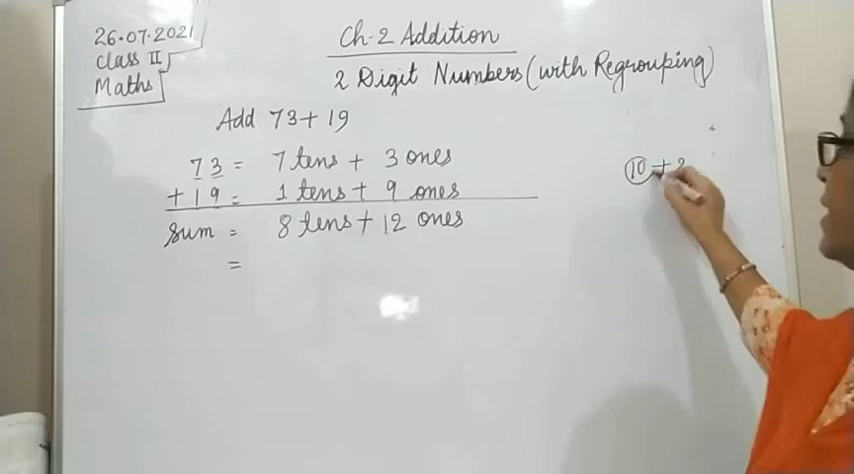 26.07.2021
Class II
Maths
Ch-2 Addition
2 Digit Numbers (with Regrouping)
Add 73+ 19
73 = 7 tens + 3 ones
+ 19 = 1 tens + 9 ones
Sum = 8 tens + 12 ones
=
10 +